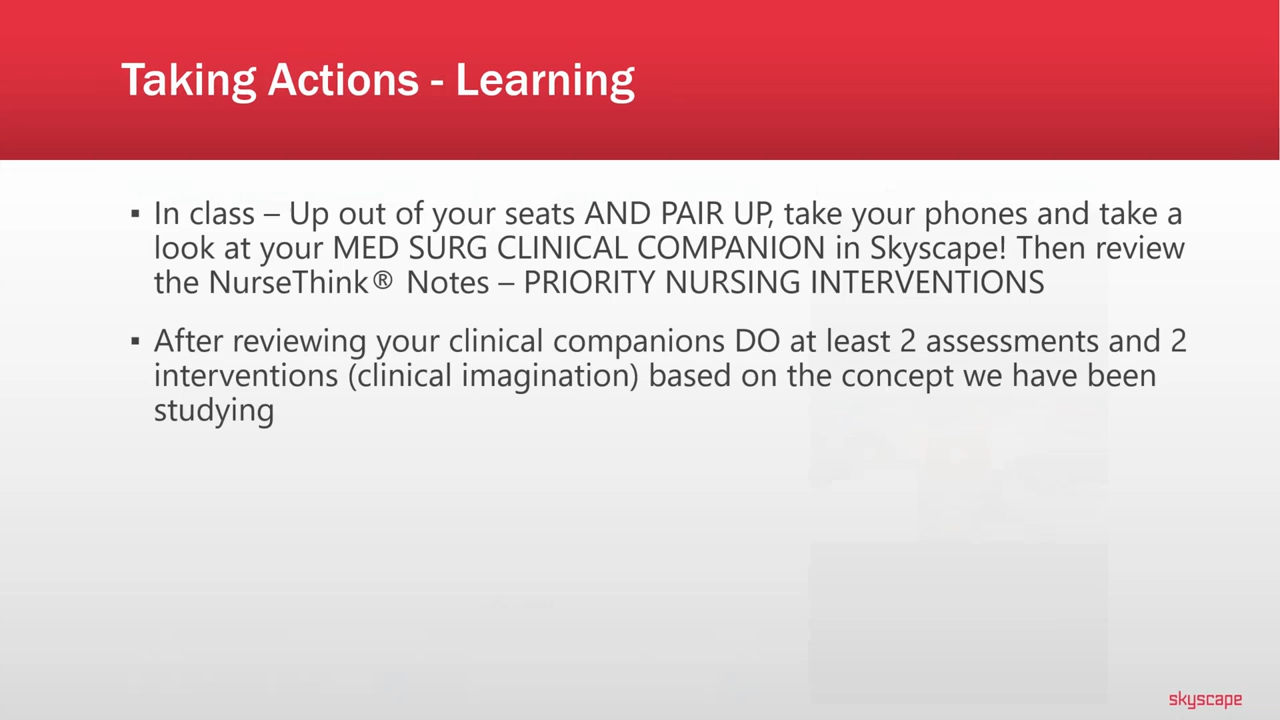 Taking Actions - Learning
▪ In class – Up out of your seats AND PAIR UP, take your phones and take a
look at your MED SURG CLINICAL COMPANION in Skyscape! Then review
the NurseThink® Notes – PRIORITY NURSING INTERVENTIONS
▪ After reviewing your clinical companions DO at least 2 assessments and 2
interventions (clinical imagination) based on the concept we have been
studying
skyscape